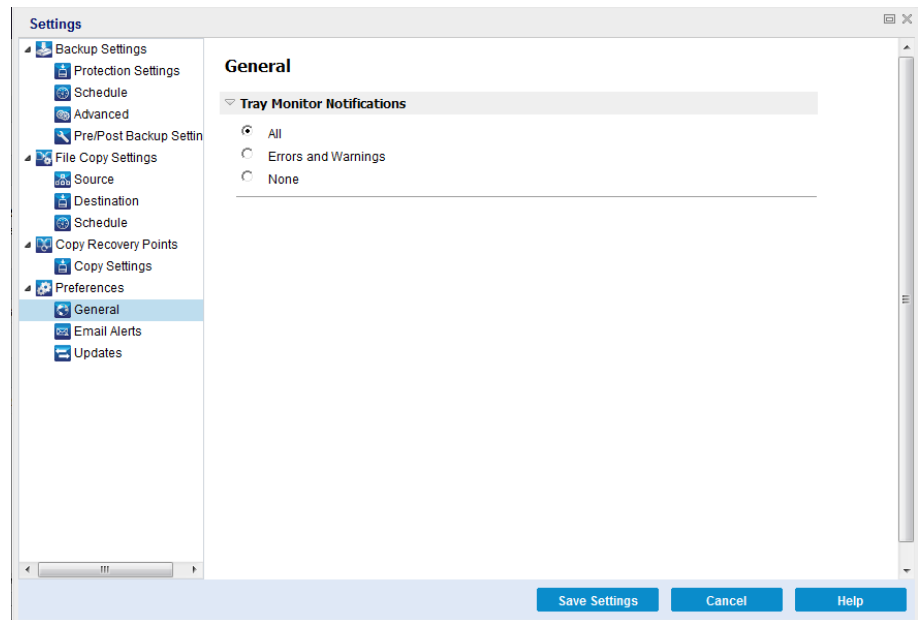 Settings
Backup Settings
Protection Settings
Schedule
Advanced
Pre/Post Backup Settin
File Copy Settings
Source
Destination
Schedule
Copy Recovery Points
Copy Settings
Preferences
General
Email Alerts
Updates
General
Tray Monitor Notifications
All
Errors and Warnings
None
Save Settings
Cancel
Help